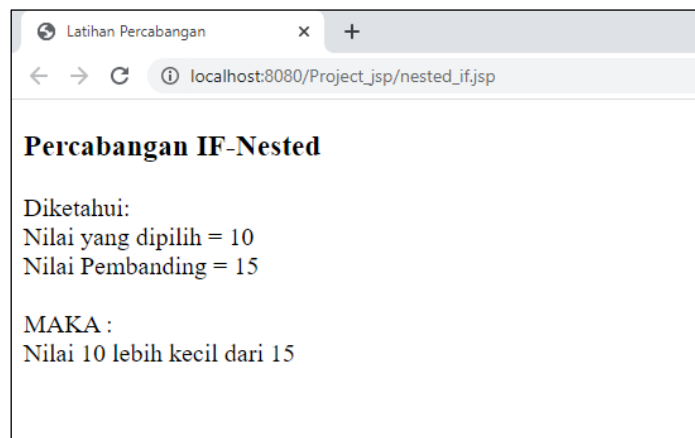 Latihan Percabangan
localhost:8080/Project_jsp/nested_if.jsp
Percabangan IF-Nested
Diketahui:
Nilai yang dipilih = 10
Nilai Pembanding = 15
MAKA :
Nilai 10 lebih kecil dari 15